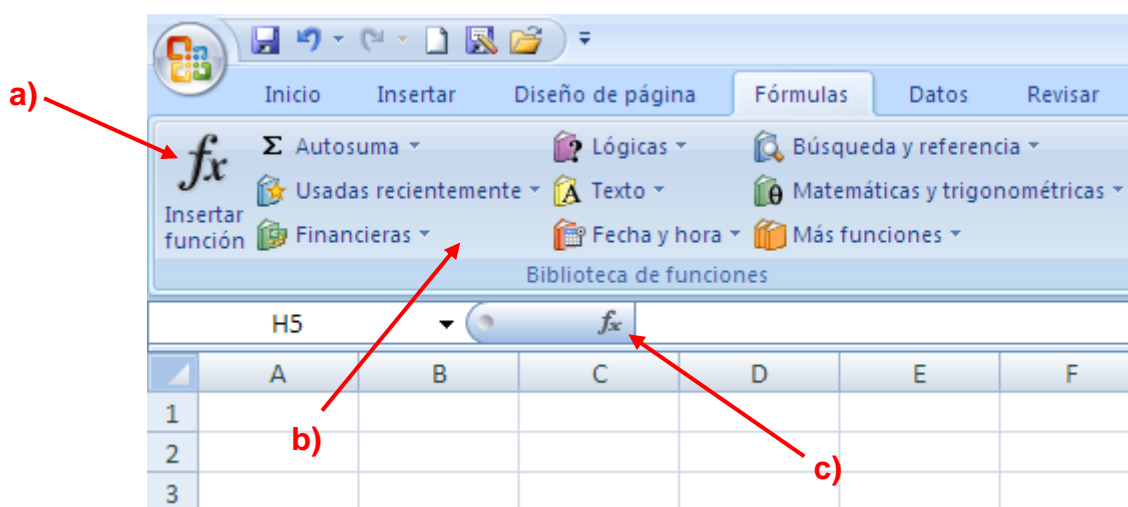 a)
Inicio Insertar Diseño de página Fórmulas Datos Revisar
fx Σ Autosuma Lógicas Búsqueda y referencia
Insertar función
Usadas recientemente A Texto θ Matemáticas y trigonométricas
Financieras Fecha y hora Más funciones
Biblioteca de funciones
H5 fx
A B C D E F
1
2
3
b)
c)